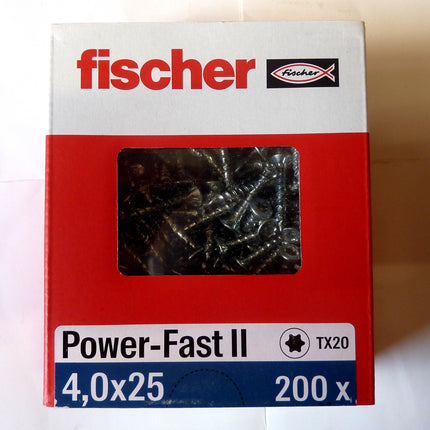 fischer
fischer
Power-Fast II
TX20
4,0x25
200 x